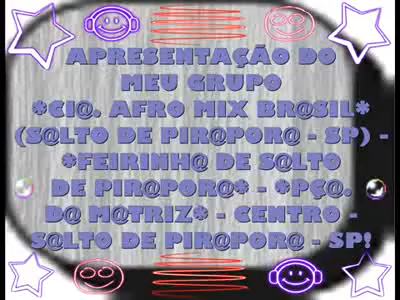 APRESENTAÇÃO DO
MEU GRUPO
*CI@. AFRO MIX BR@SIL*
(S@LTO DE PIR@POR@ - SP) -
*FEIRINH@ DE S@LTO
DE PIR@POR@* - *PÇ@.
D@ M@TRIZ* - CENTRO -
S@LTO DE PIR@POR@ - SP!